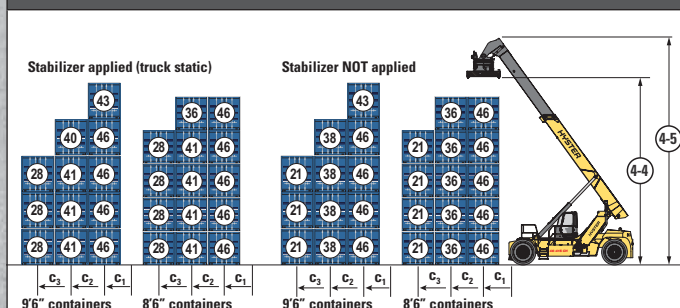 Stabilizer applied (truck static)
Stabilizer NOT applied
43
40 46
28 41 46
28 41 46
28 41 46
36 46
28 41 46
28 41 46
28 41 46
28 41 46
43
38 46
21 38 46
21 38 46
21 38 46
36 46
21 36 46
21 36 46
21 36 46
21 36 46
HYSTER
HYSTER
4-5
4-4
C3 C2 C1
C3 C2 C1
C3 C2 C1
C3 C2 C1
9'6" containers
8'6" containers
9'6" containers
8'6" containers